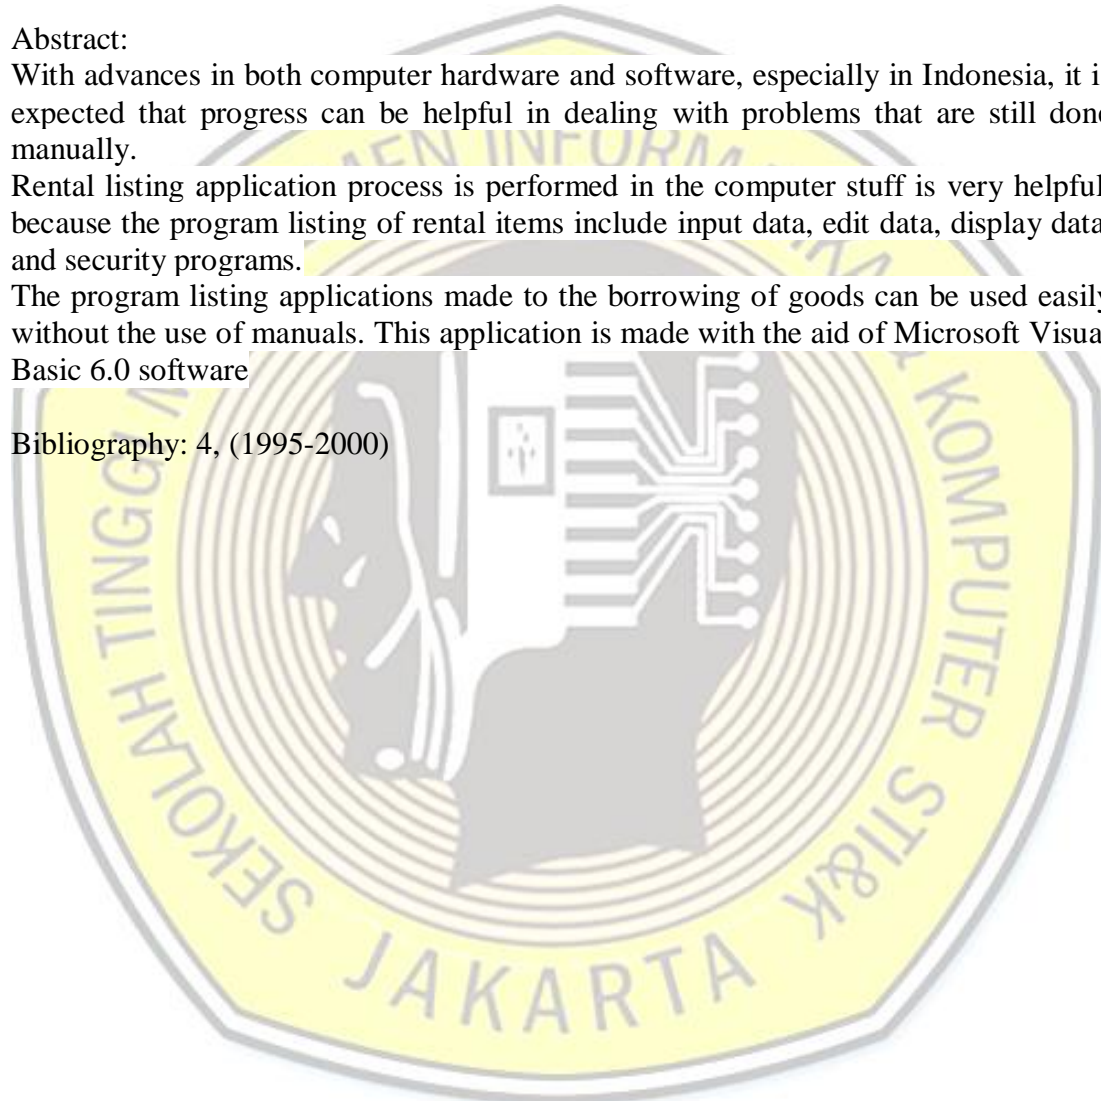 Abstract:
With advances in both computer hardware and software, especially in Indonesia, it i
expected that progress can be helpful in dealing with problems that are still done
manually.
Rental listing application process is performed in the computer stuff is very helpful
because the program listing of rental items include input data, edit data, display data
and security programs.
The program listing applications made to the borrowing of goods can be used easily
without the use of manuals. This application is made with the aid of Microsoft Visua
Basic 6.0 software
Bibliography: 4, (1995-2000)
SEKOLAH TINGGI M
MEN INFORMATIKA & KOMPUTER STI&K
JAKARTA